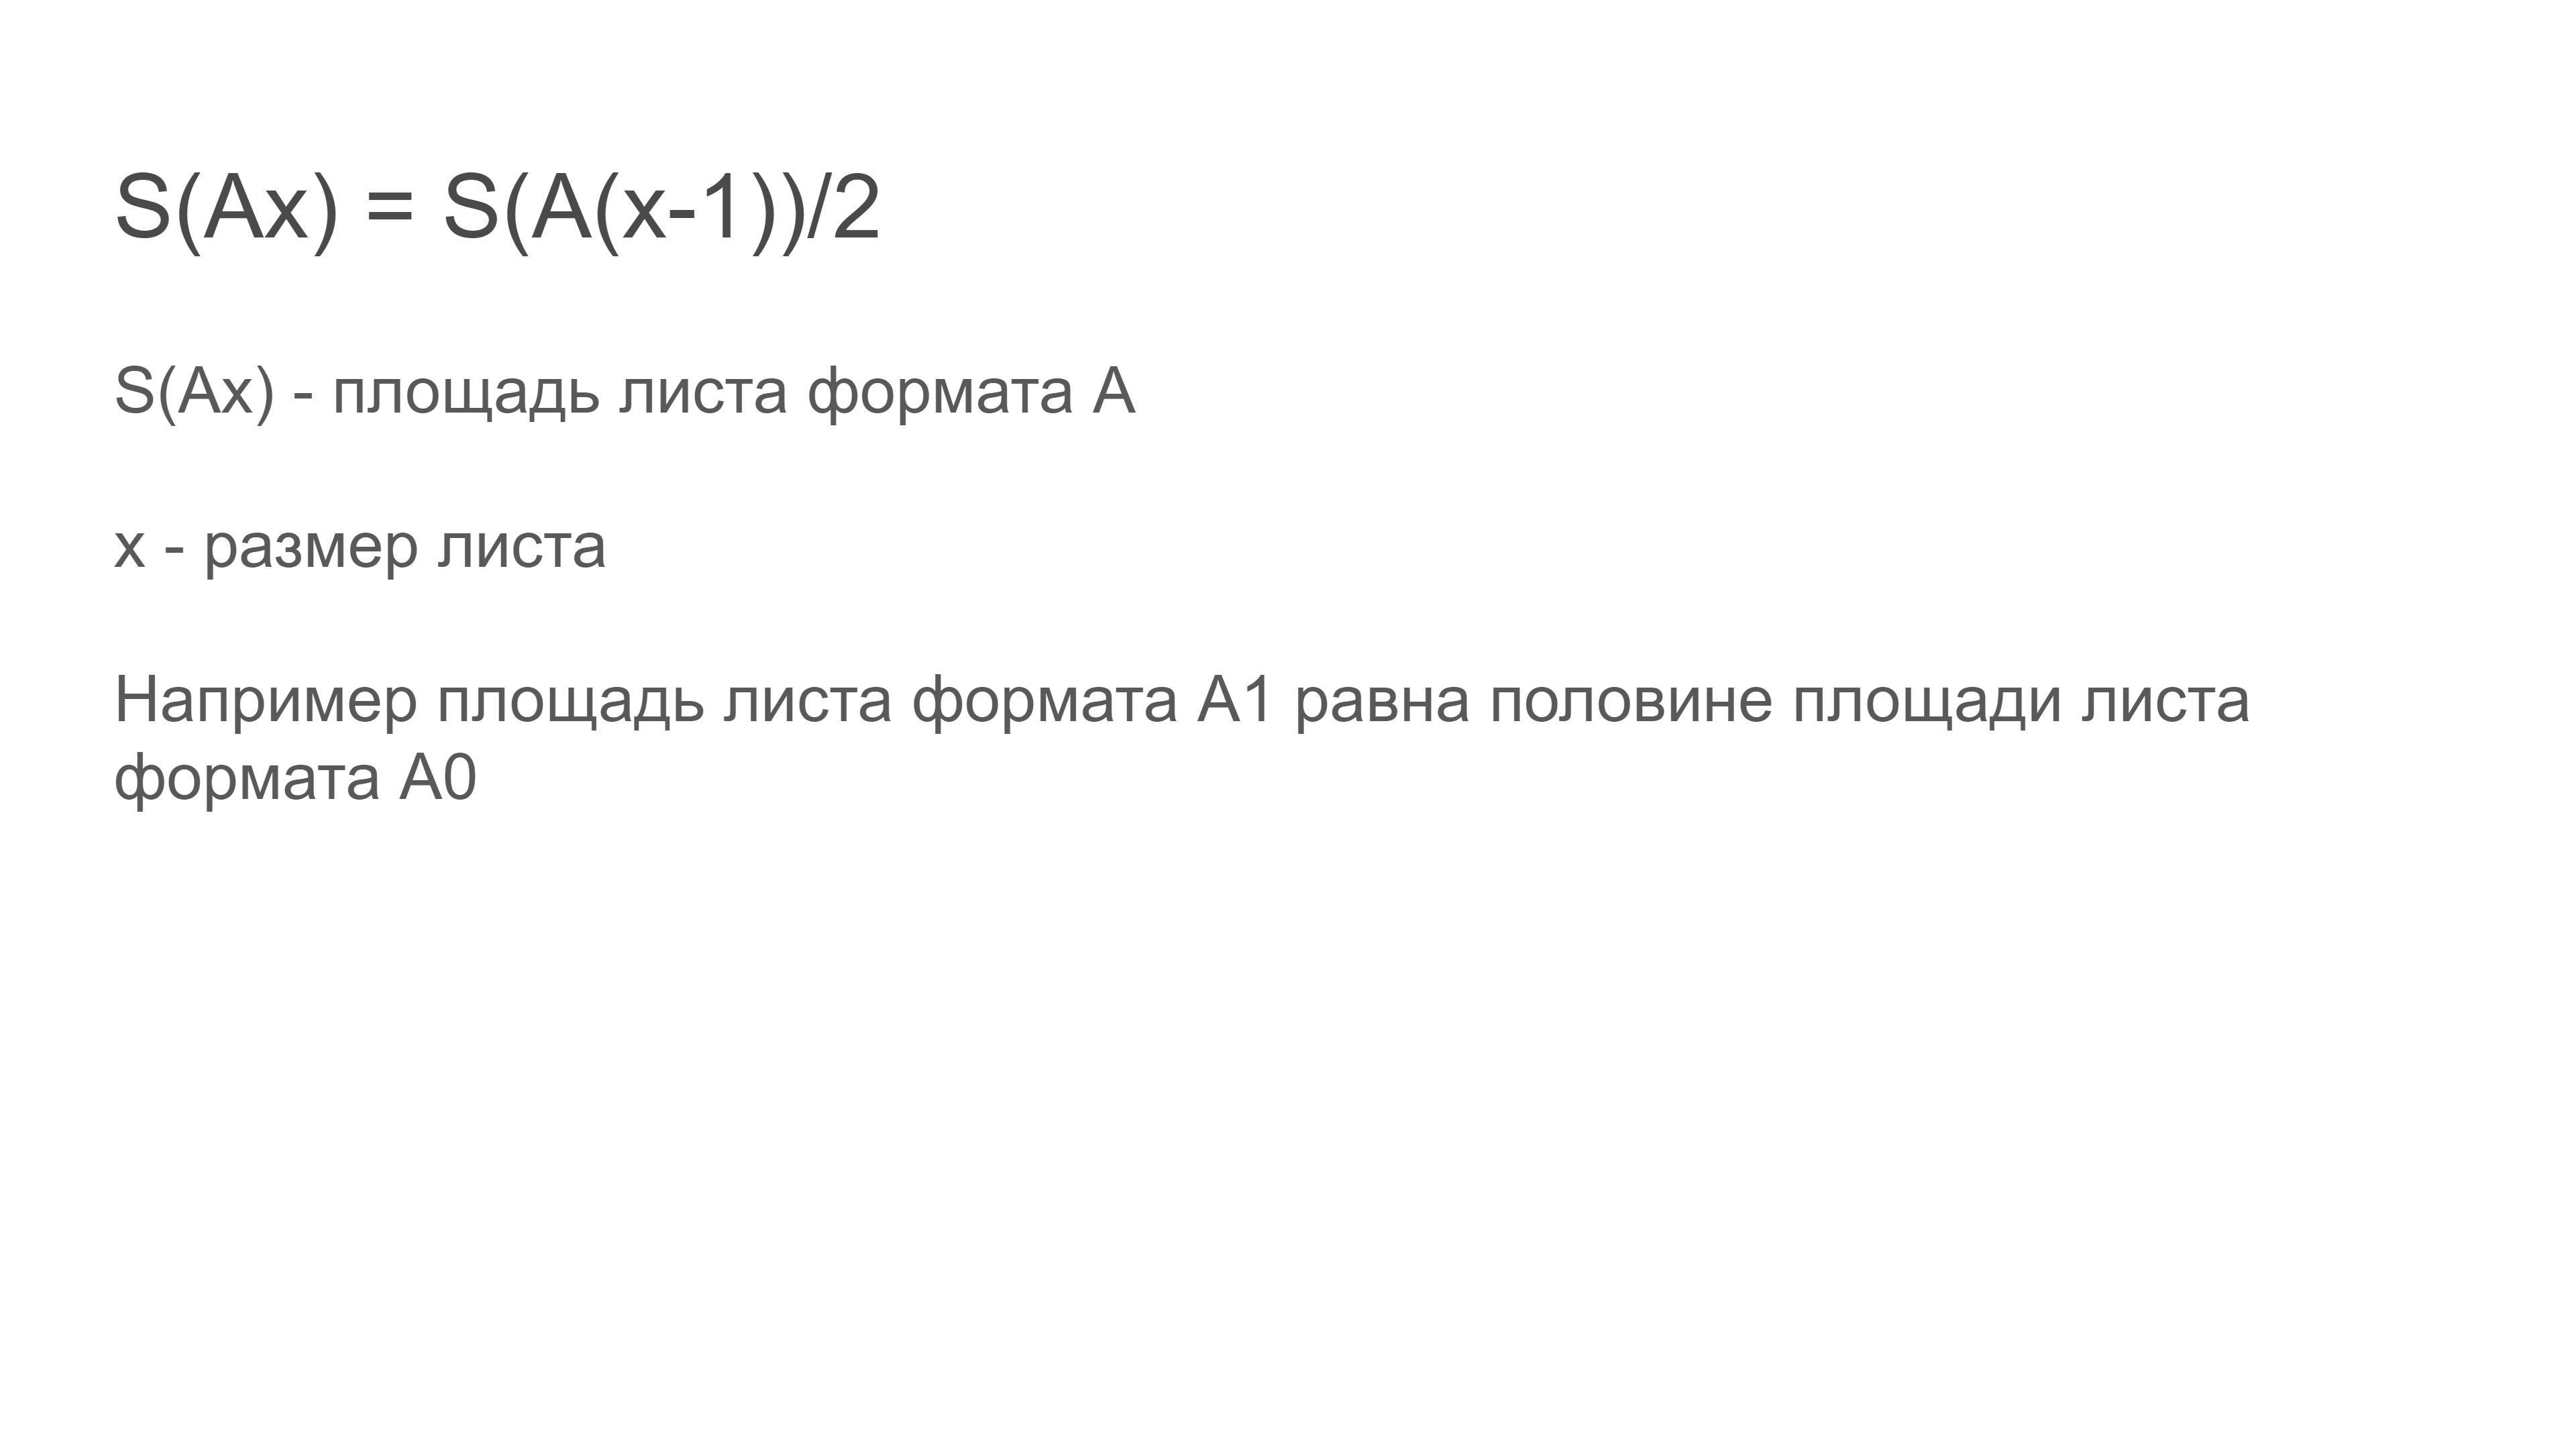 S(Ax) = S(A(x-1))/2
S(Ax) - площадь листа формата А
х - размер листа
Например площадь листа формата А1 равна половине площади листа
формата А0